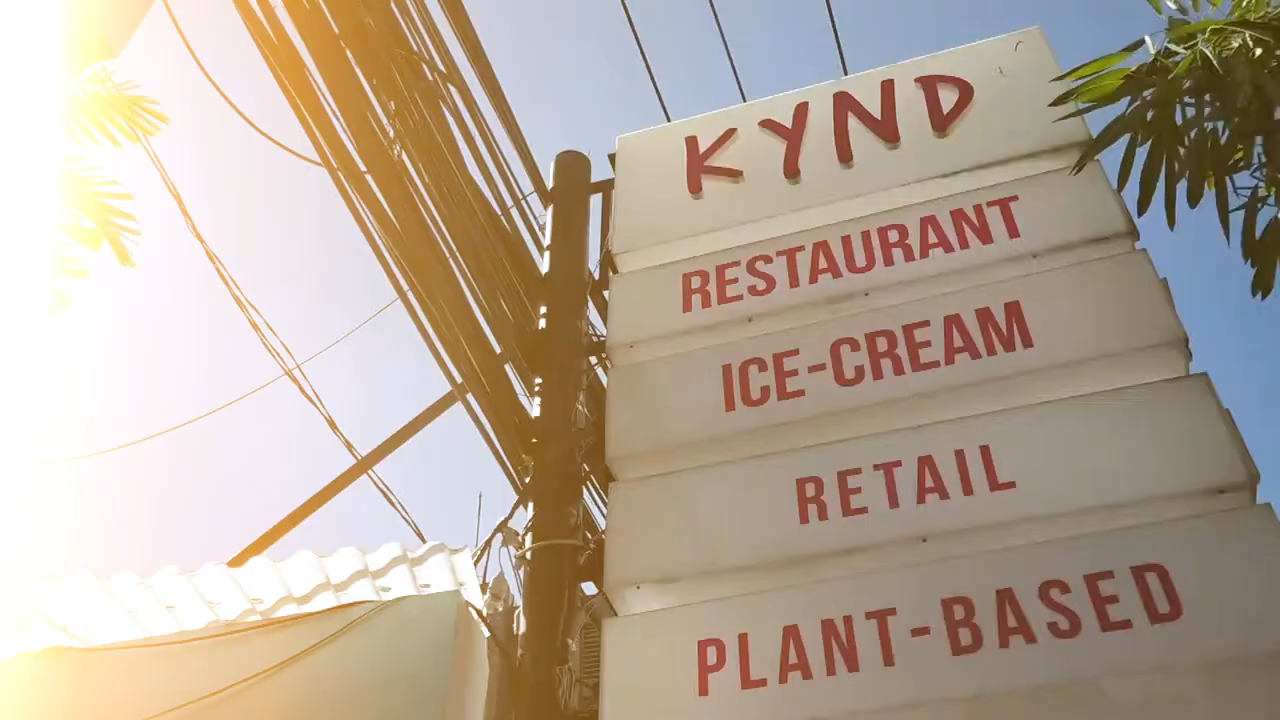 KYND
RESTAURANT
ICE-CREAM
RETAIL
PLANT-BASED